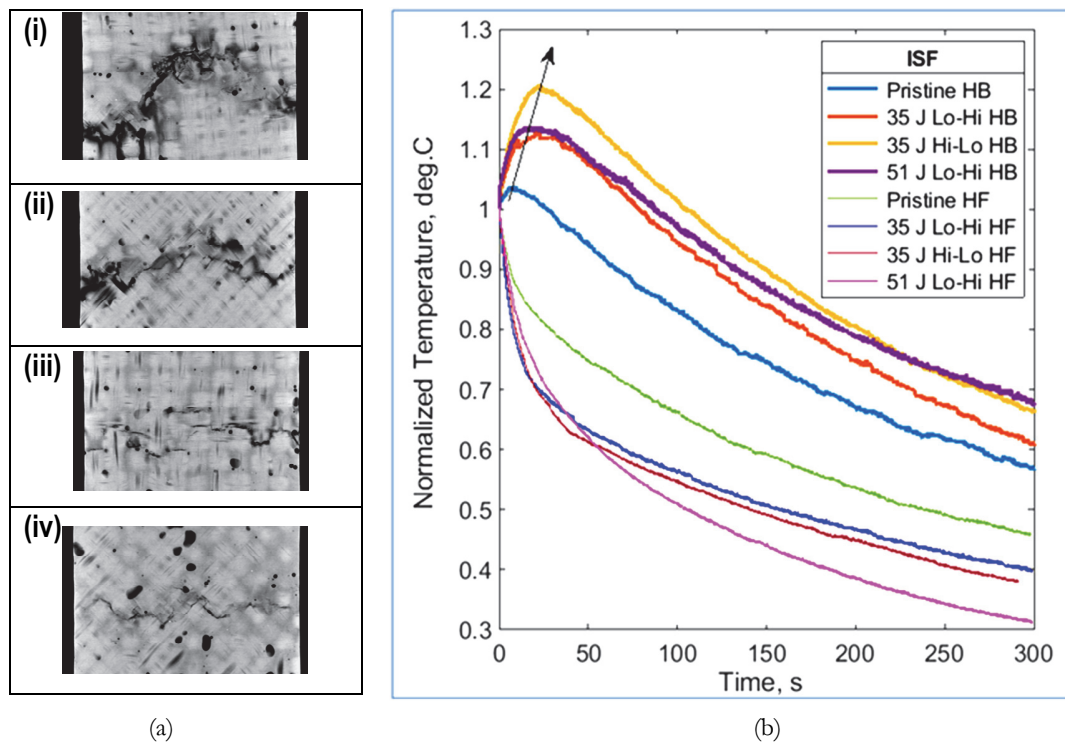 (i)
(ii)
(iii)
(iv)
(a)
1.3
1.2
1.1
1
0.9
0.8
0.7
0.6
0.5
0.4
0.3
Normalized Temperature, deg.C
0 50 100 150 200 250 300
Time, s
ISF
Pristine HB
35 J Lo-Hi HB
35 J Hi-Lo HB
51 J Lo-Hi HB
Pristine HF
35 J Lo-Hi HF
35 J Hi-Lo HF
51 J Lo-Hi HF
(b)